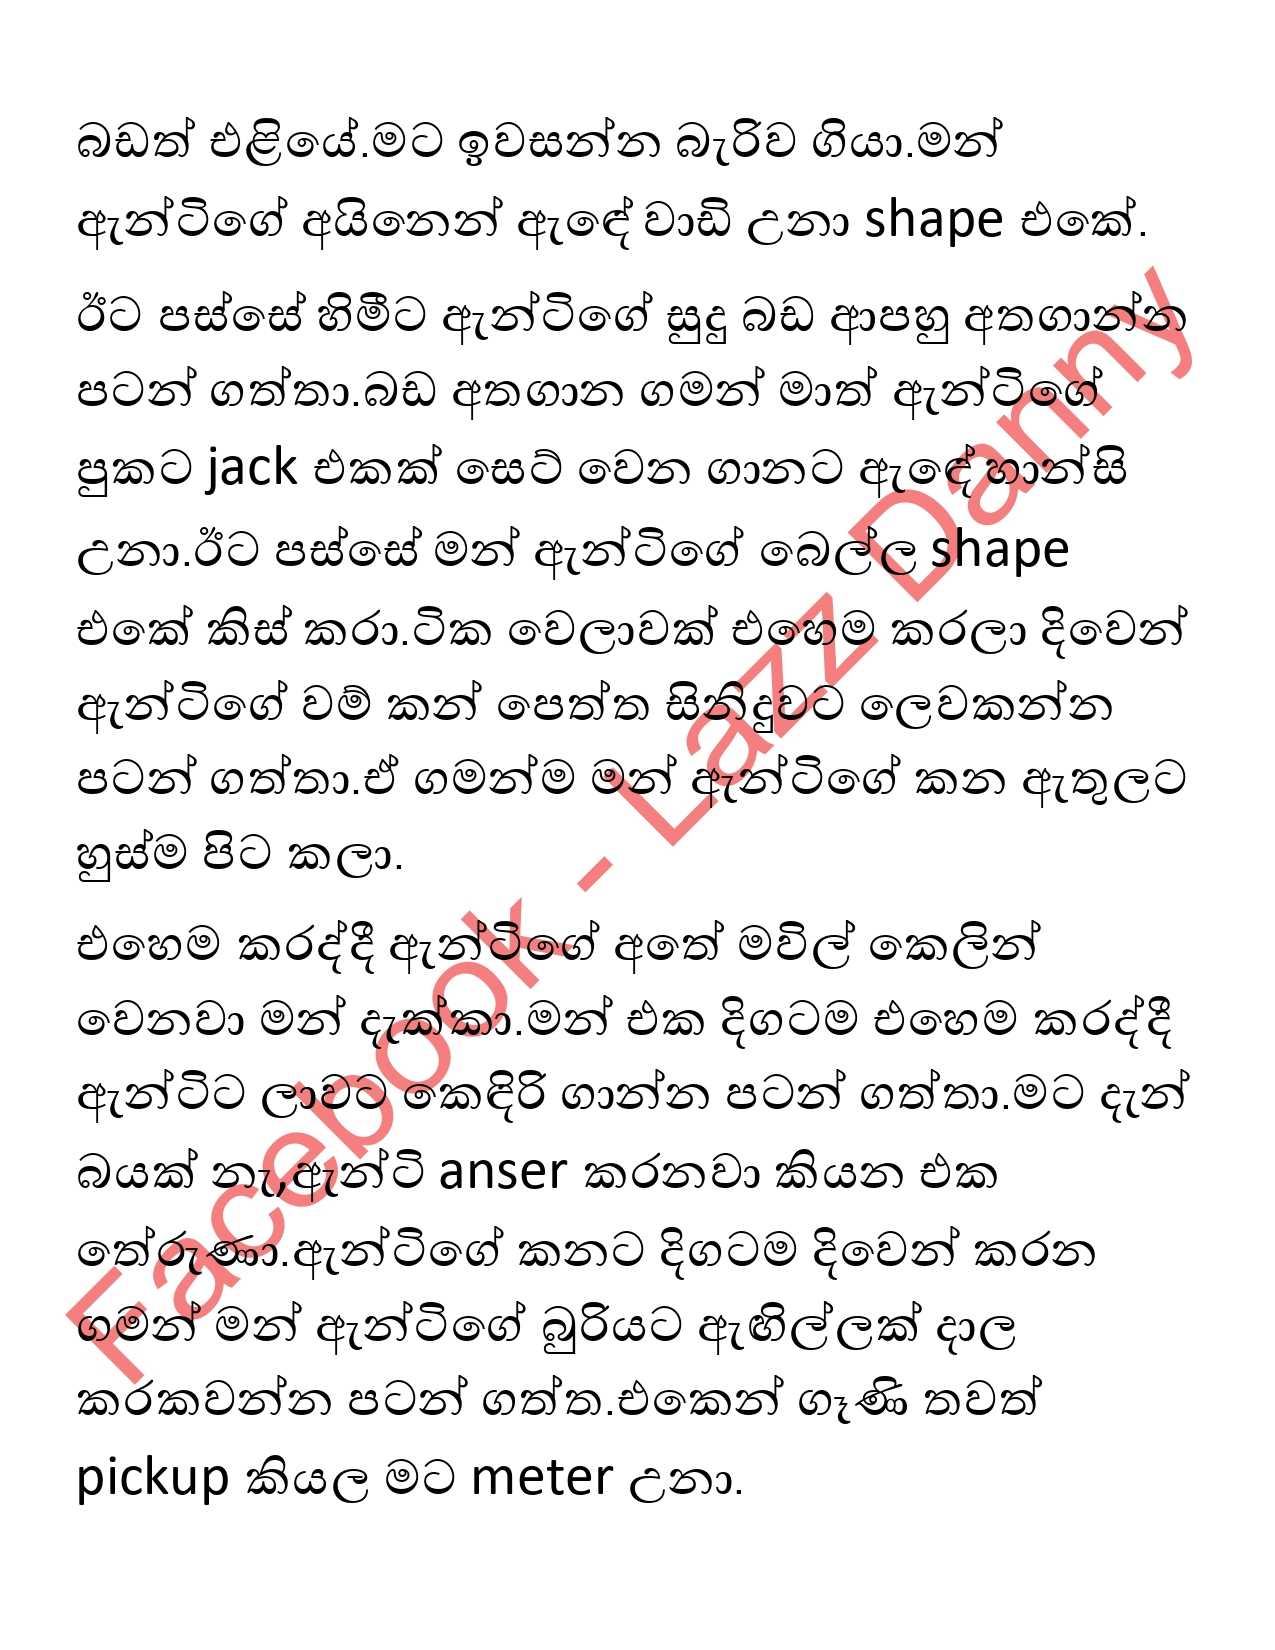 බඩත් එළියේ.මට ඉවසන්න බැරිව ගියා.මන්
ඇන්ටිගේ අයිනෙන් ඇඳේ වාඩි උනා shape එකේ.
ඊට පස්සේ හිමීට ඇන්ටිගේ සුදු බඩ ආපහු අතගාන්න
පටන් ගත්තා.බඩ අතගාන ගමන් මාත් ඇන්ටිගේ
පුකට jack එකක් සෙට් වෙන ගානට ඇඳේ හාන්සි
උනා.ඊට පස්සේ මන් ඇන්ටිගේ බෙල්ල shape
එකේ කිස් කරා.ටික වෙලාවක් එහෙම කරලා දිවෙන්
ඇන්ටිගේ වම් කන් පෙත්ත සිනිදුවට ලෙවකන්න
පටන් ගත්තා.ඒ ගමන්ම මන් ඇන්ටිගේ කන ඇතුලට
හුස්ම පිට කලා.
එහෙම කරද්දී ඇන්ටිගේ අතේ මවිල් කෙලින්
වෙනවා මන් දැක්කා.මන් එක දිගටම එහෙම කරද්දී
ඇන්ටිට ලාවට කෙඳිරි ගාන්න පටන් ගත්තා.මට දැන්
බයක් නෑ,ඇන්ටි anser කරනවා කියන එක
තේරුණා.ඇන්ටිගේ කනට දිගටම දිවෙන් කරන
ගමන් මන් ඇන්ටිගේ බුරියට ඇඟිල්ලක් දාල
කරකවන්න පටන් ගත්ත.එකෙන් ගෑණි තවත්
pickup කියල මට meter උනා.
Facebook - Lazz Danny